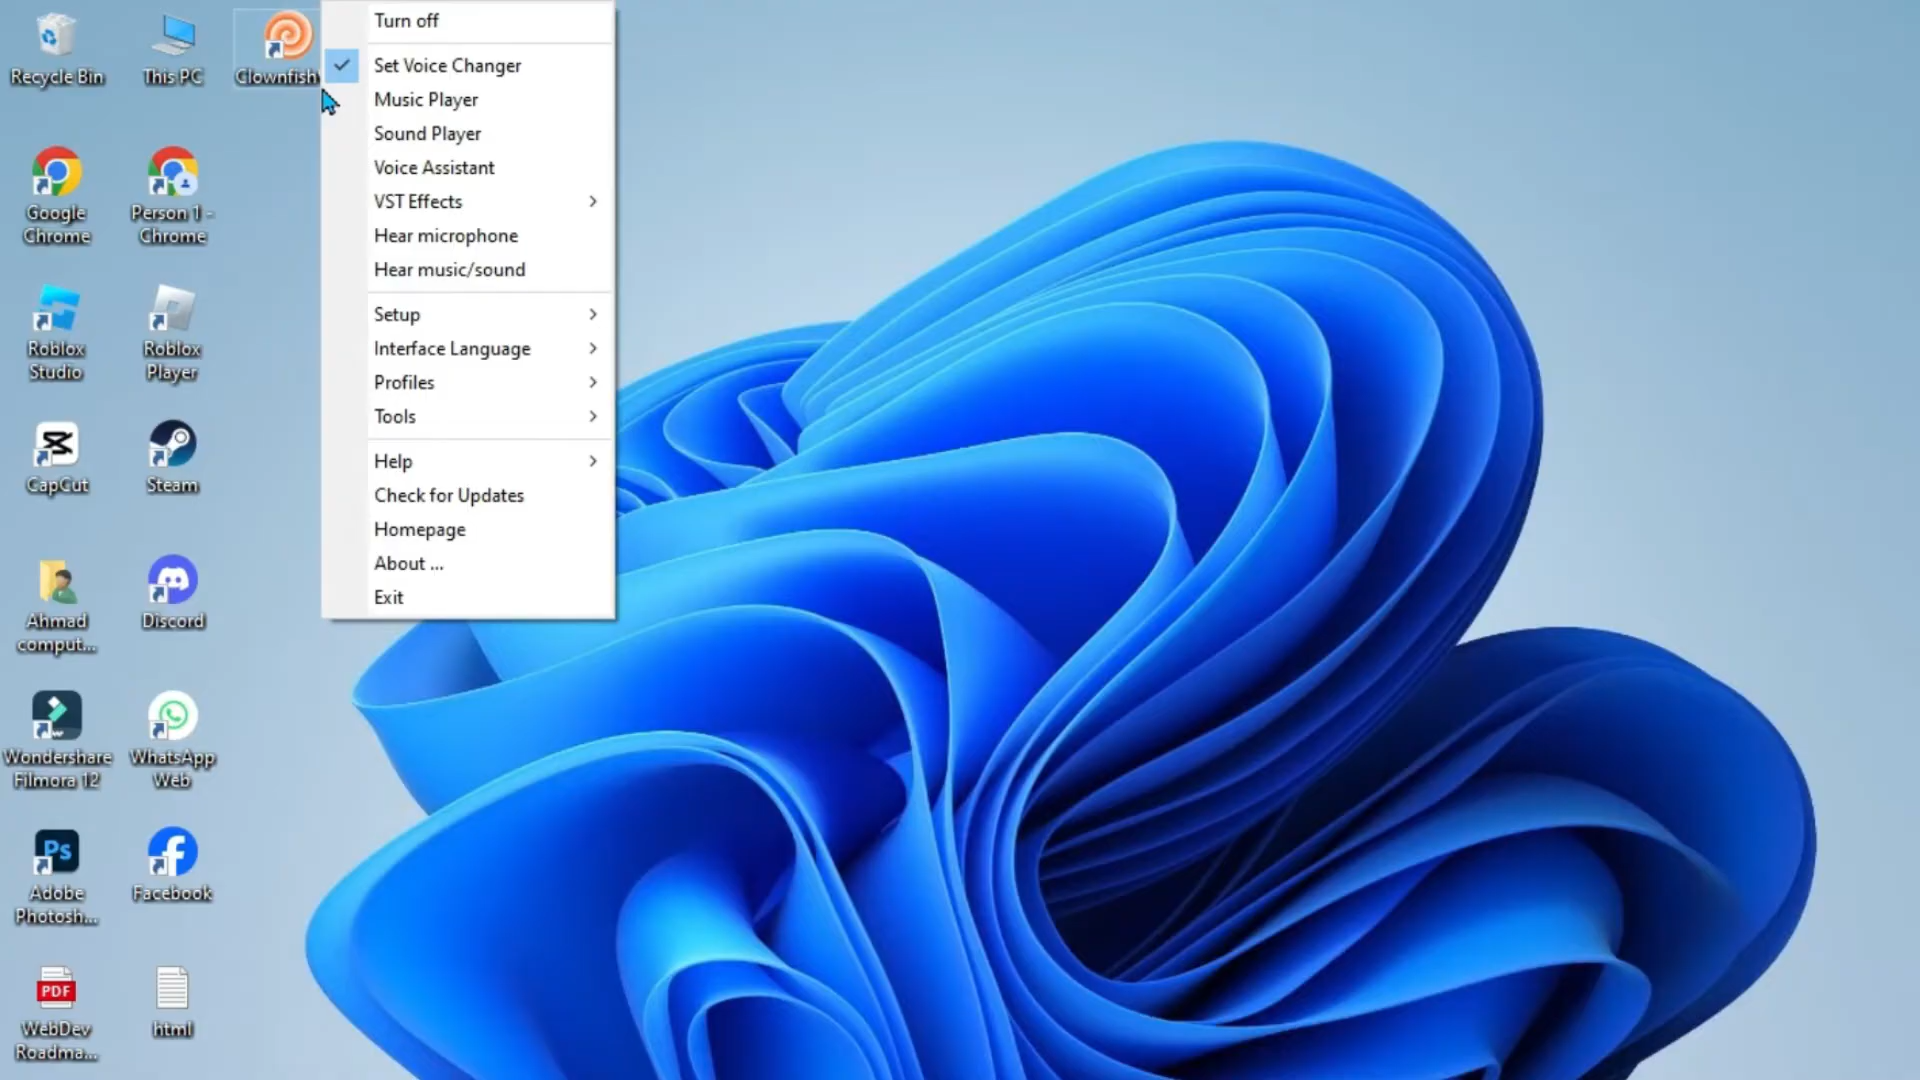 Recycle Bin
This PC
Clownfish
Google
Chrome
Person 1 -
Chrome
Roblox
Studio
Roblox
Player
CapCut
Steam
Ahmad
comput...
Discord
Wondershare
Filmora 12
WhatsApp
Web
Ps
Adobe
Photosh...
Facebook
PDF
WebDev
Roadma...
html
Turn off
Set Voice Changer
Music Player
Sound Player
Voice Assistant
VST Effects
Hear microphone
Hear music/sound
Setup
Interface Language
Profiles
Tools
Help
Check for Updates
Homepage
About ...
Exit